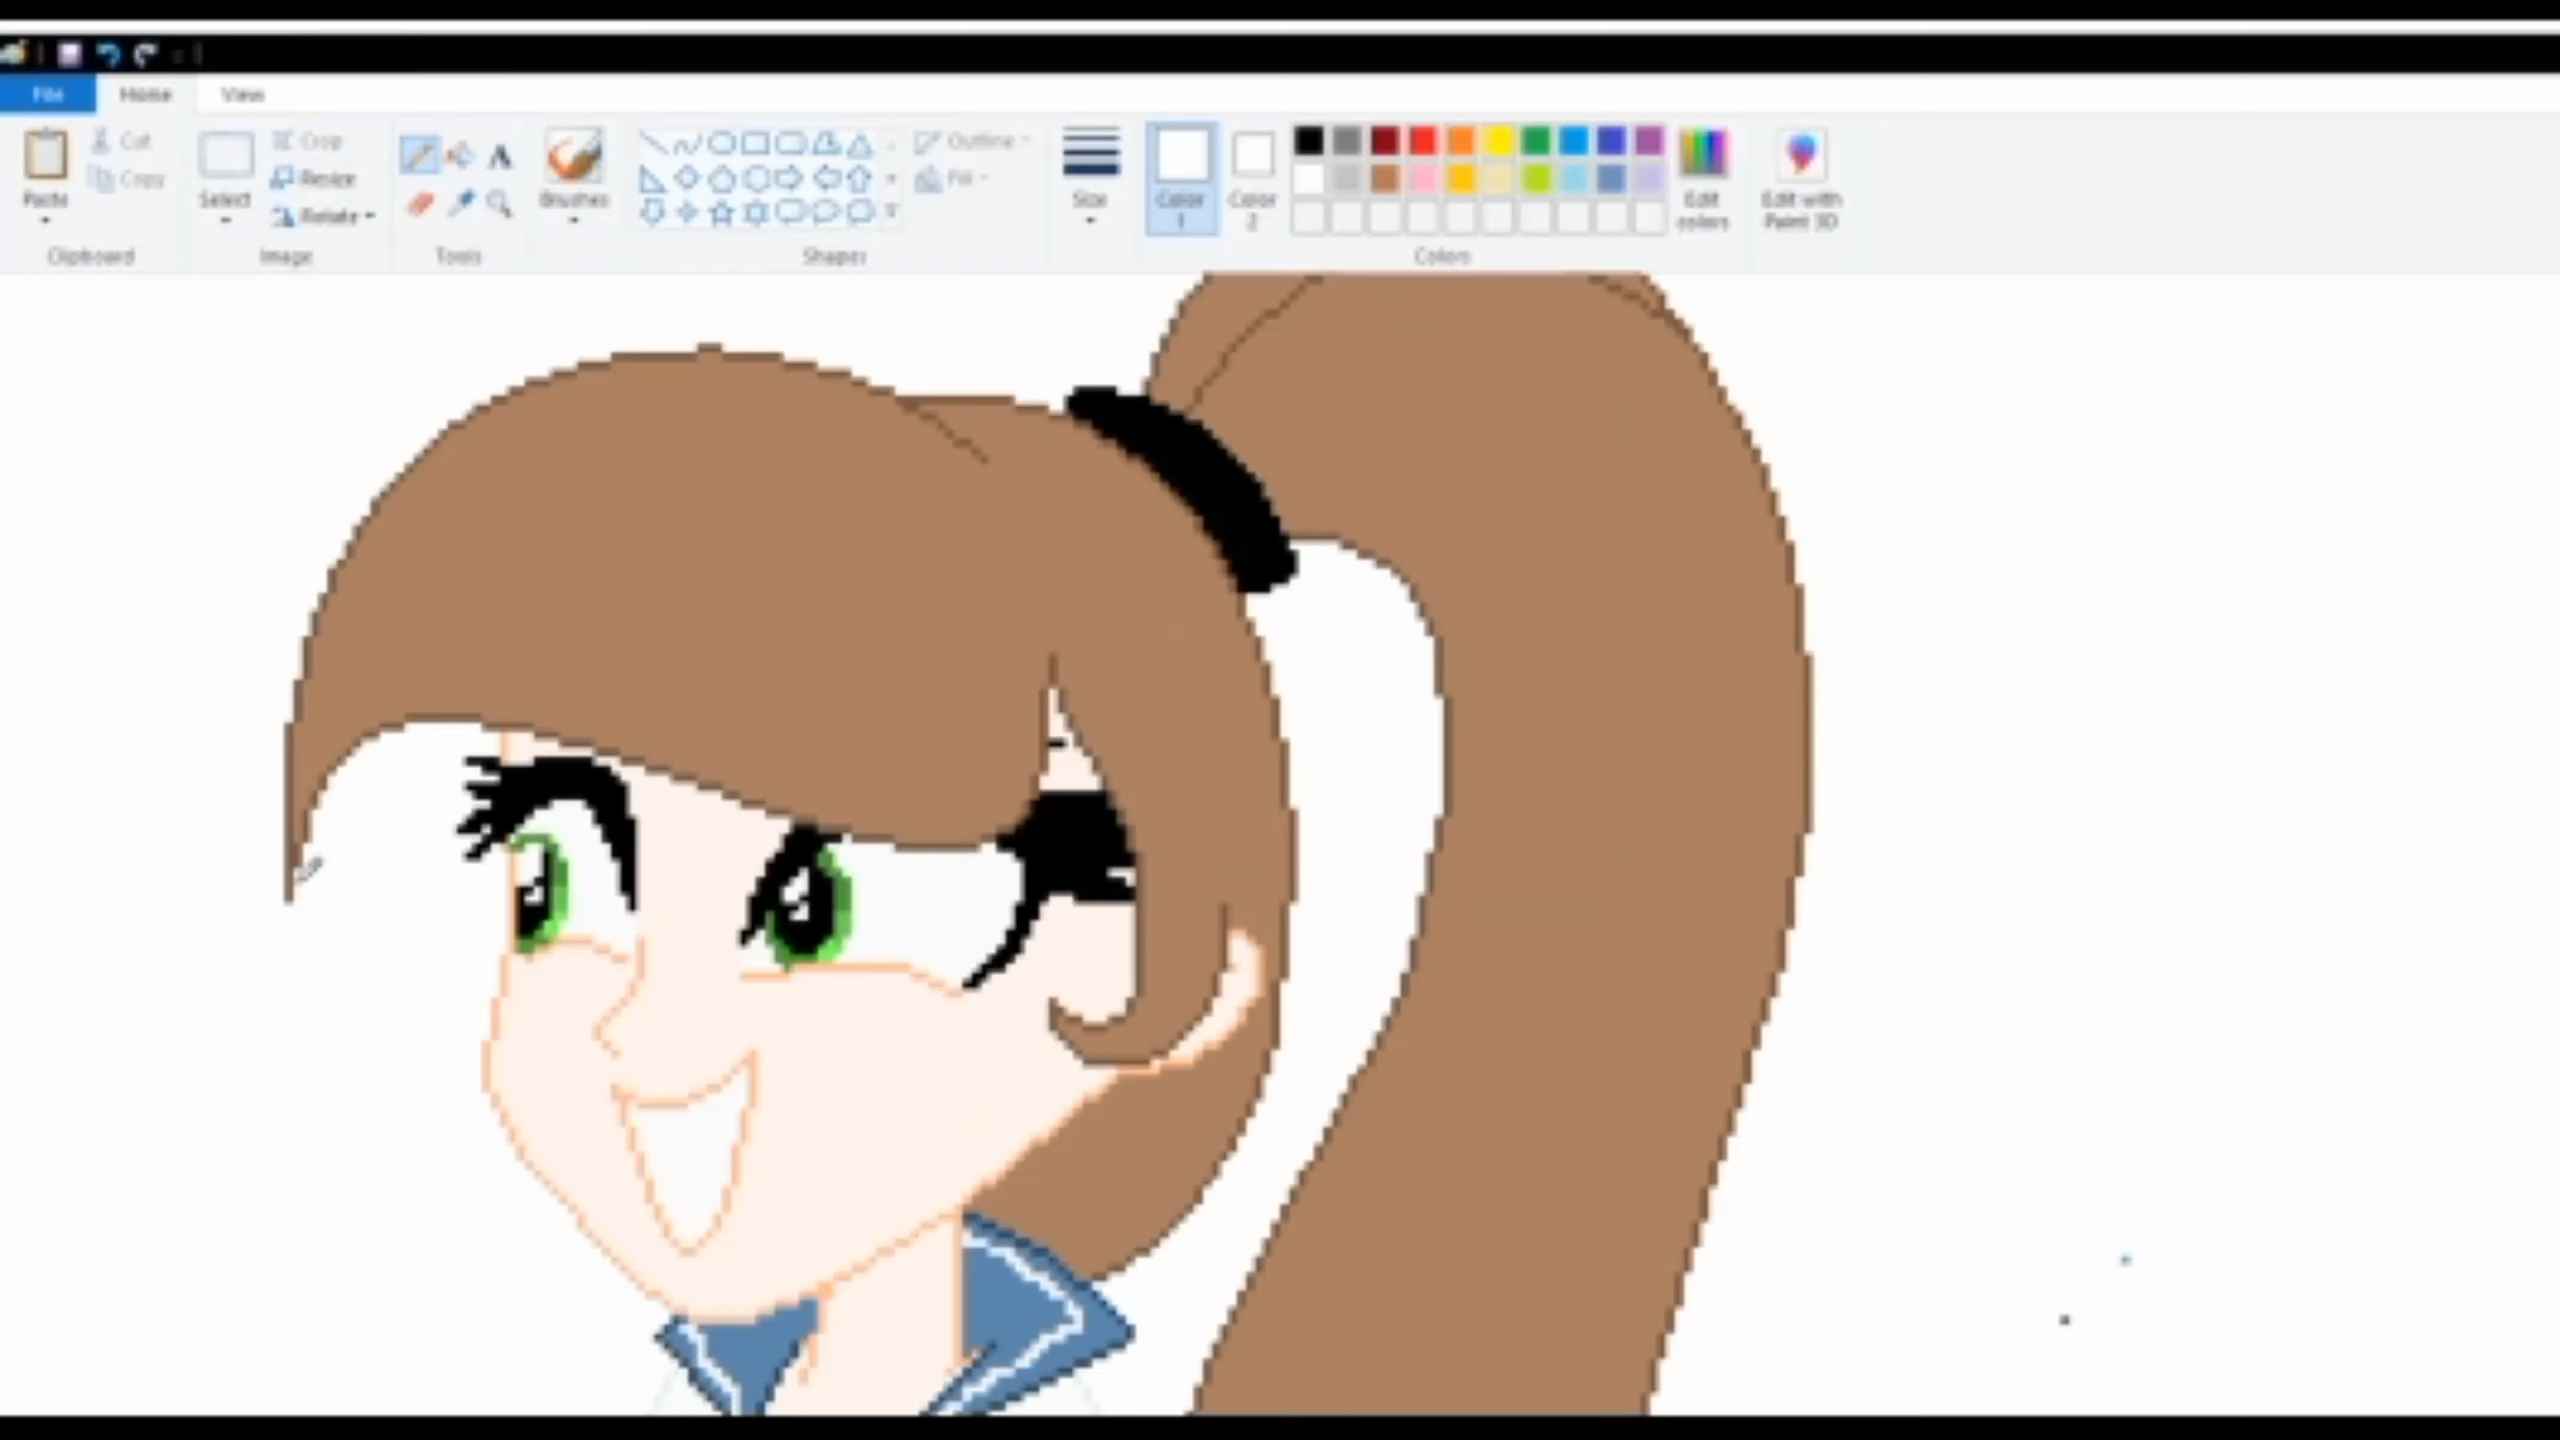 File Home View
Cut Crop Outline
Copy Resize Fill
Paste Select Rotate A Brushes Size Color 1 Color 2 Edit colors Edit with Paint 3D
Clipboard Image Tools Shapes Colors